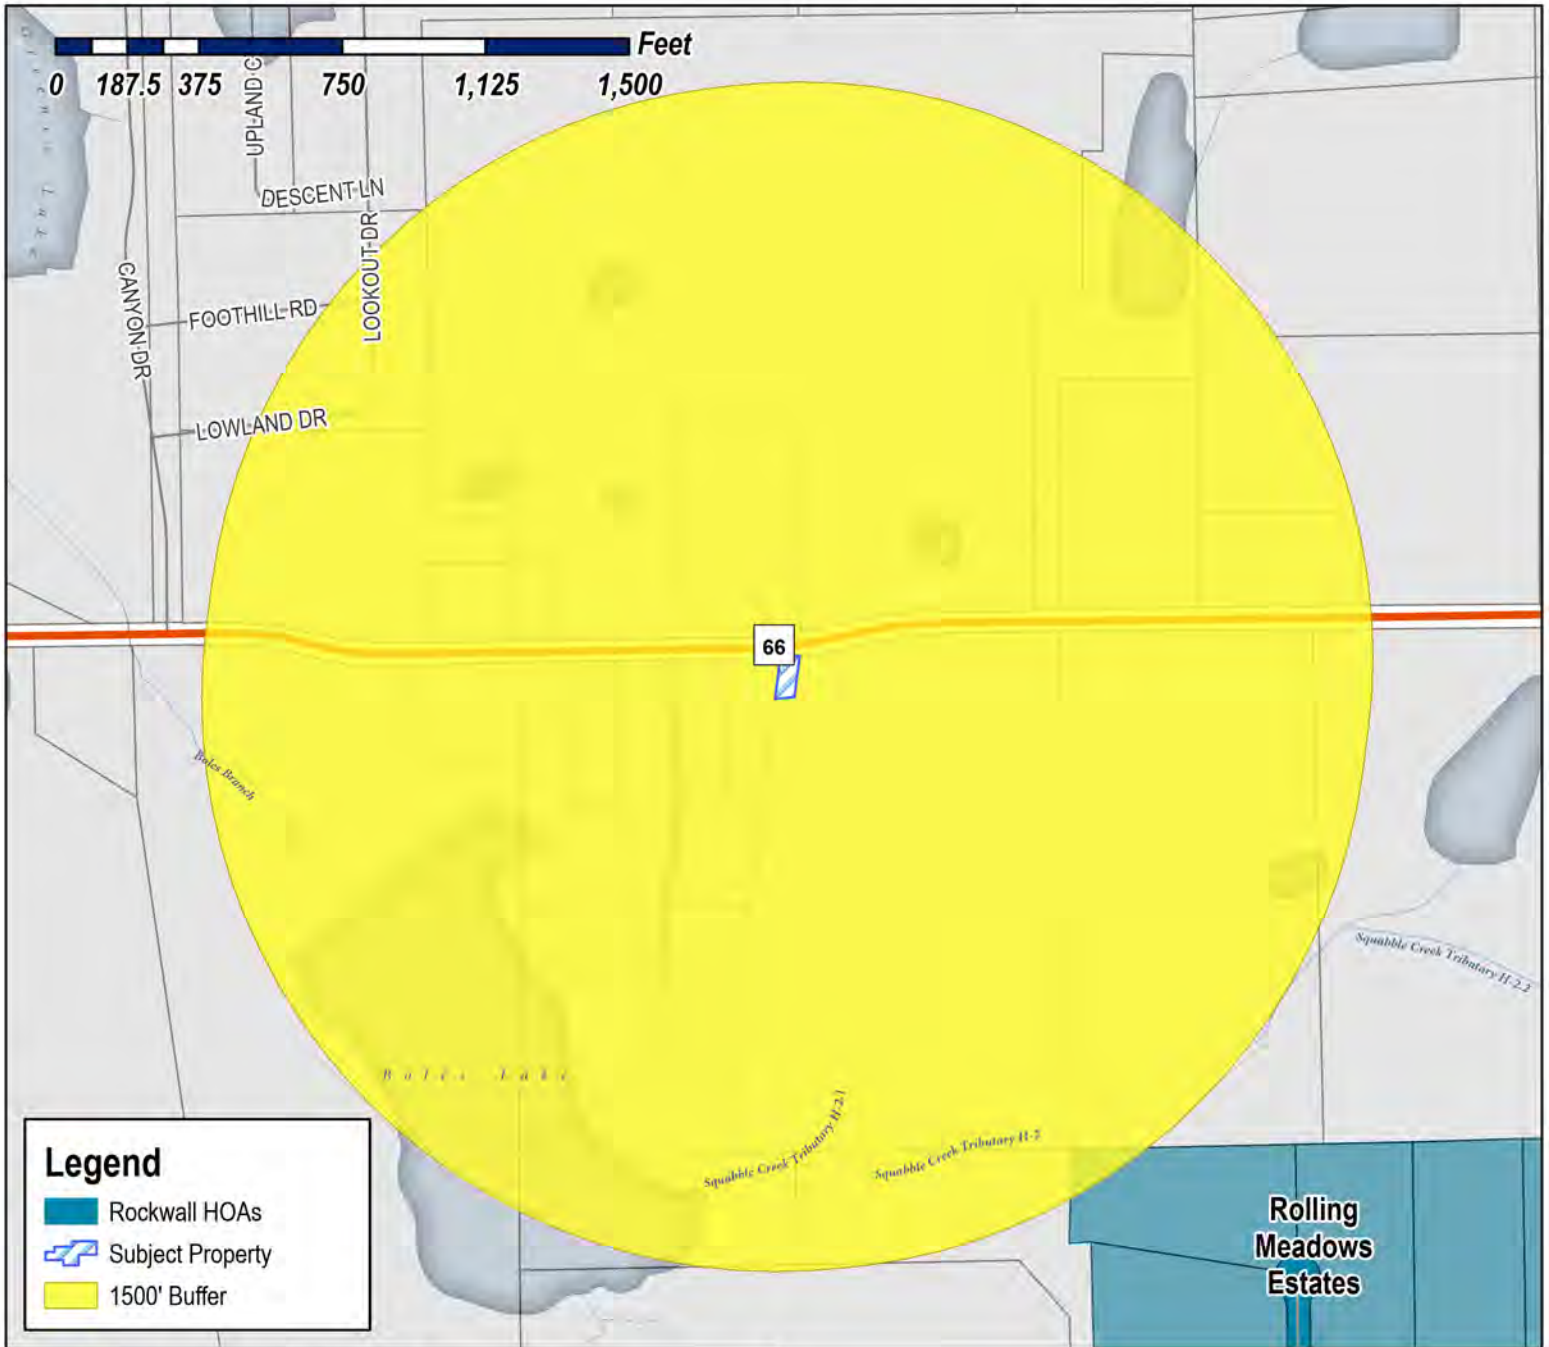 Feet
0 187.5 375 750 1,125 1,500
UPLAND C
DESCENT LN
LOOKOUT DR
CANYON DR
FOOTHILL RD
LOWLAND DR
66
Boles Branch
Squabble Creek Tributary H-2.2
Boles Lake
Squabble Creek Tributary H-2.1
Squabble Creek Tributary H-2
Legend
Rockwall HOAs
Subject Property
1500' Buffer
Rolling
Meadows
Estates